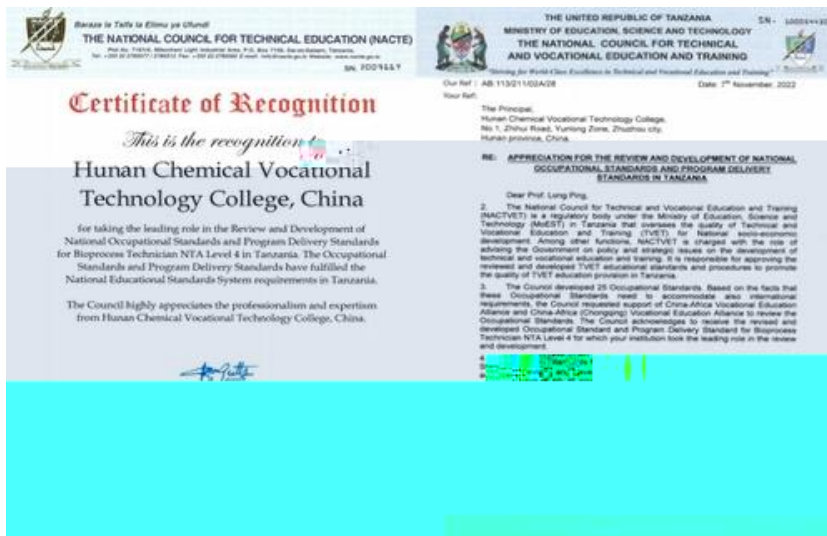 Baraza la Taifa la Elimu ya Ufundi
THE NATIONAL COUNCIL FOR TECHNICAL EDUCATION (NACTE)
Certificate of Recognition
This is the recognition to
Hunan Chemical Vocational
Technology College, China
for taking the leading role in the Review and Development of
National Occupational Standards and Program Delivery Standards
for Bioprocess Technician NTA Level 4 in Tanzania. The Occupational
Standards and Program Delivery Standards have fulfilled the
National Educational Standards System requirements in Tanzania.
The Council highly appreciates the professionalism and expertism
from Hunan Chemical Vocational Technology College, China.
THE UNITED REPUBLIC OF TANZANIA
MINISTRY OF EDUCATION, SCIENCE AND TECHNOLOGY
THE NATIONAL COUNCIL FOR TECHNICAL
AND VOCATIONAL EDUCATION AND TRAINING
"Striving for World-Class Excellence in Technical and Vocational Education and Training"
Our Ref : AB.113/211/02A/28 Date: 7th November, 2022
Your Ref:
The Principal,
Hunan Chemical Vocational Technology College,
No 1, Zhihui Road, Yunlong Zone, Zhuzhou city,
Hunan province, China.
RE: APPRECIATION FOR THE REVIEW AND DEVELOPMENT OF NATIONAL
OCCUPATIONAL STANDARDS AND PROGRAM DELIVERY
STANDARDS IN TANZANIA
Dear Prof. Long Ping,
2. The National Council for Technical and Vocational Education and Training
(NACTVET) is a regulatory body under the Ministry of Education, Science and
Technology (MoEST) in Tanzania that oversees the quality of Technical and
Vocational Education and Training (TVET) for National socio-economic
development. Among other functions, NACTVET is charged with the role of
advising the Government on policy and strategic issues on the development of
technical and vocational education and training. It is responsible for approving the
reviewed and developed TVET educational standards and procedures to promote
the quality of TVET education provision in Tanzania.
3. The Council developed 25 Occupational Standards. Based on the facts that
these Occupational Standards need to accommodate also international
requirements, the Council requested support of China-Africa Vocational Education
Alliance and China-Africa (Chongqing) Vocational Education Alliance to review the
Occupational Standards. The Council acknowledges to receive the revised and
developed Occupational Standard and Program Delivery Standard for Bioprocess
Technician NTA Level 4 for which your institution took the leading role in the review
and development.